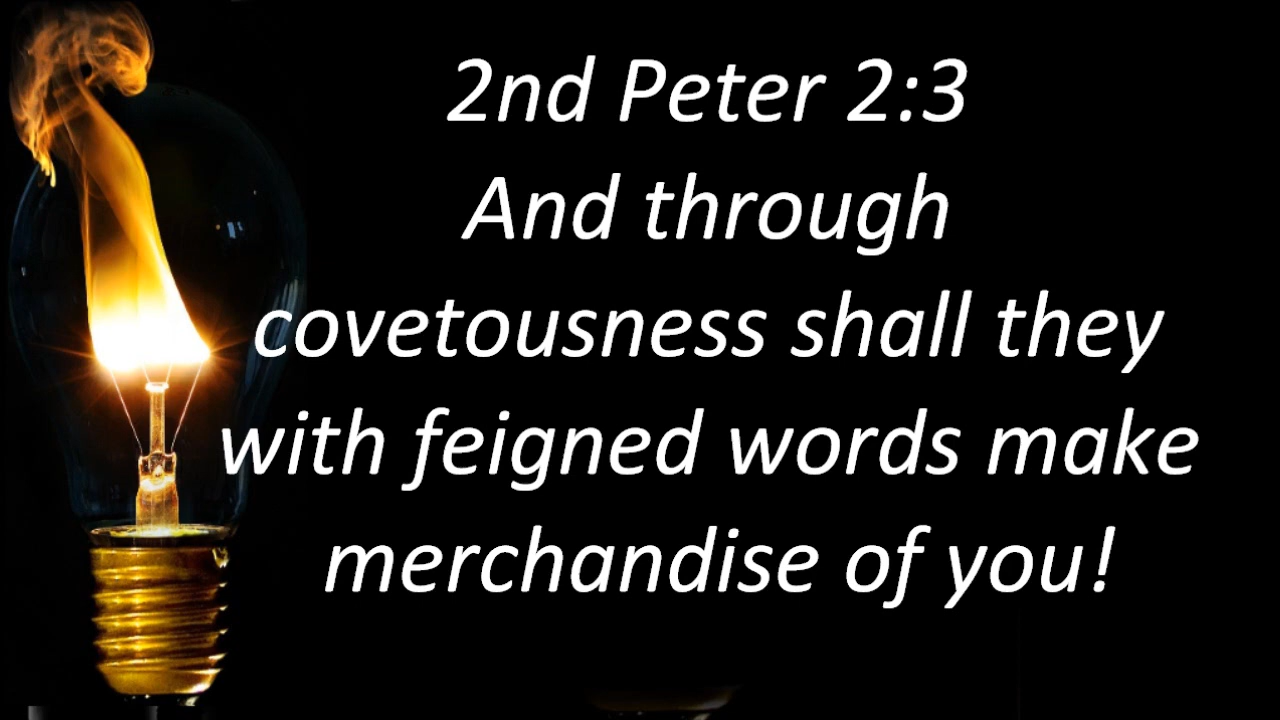 2nd Peter 2:3
And through
covetousness shall they
with feigned words make
merchandise of you!